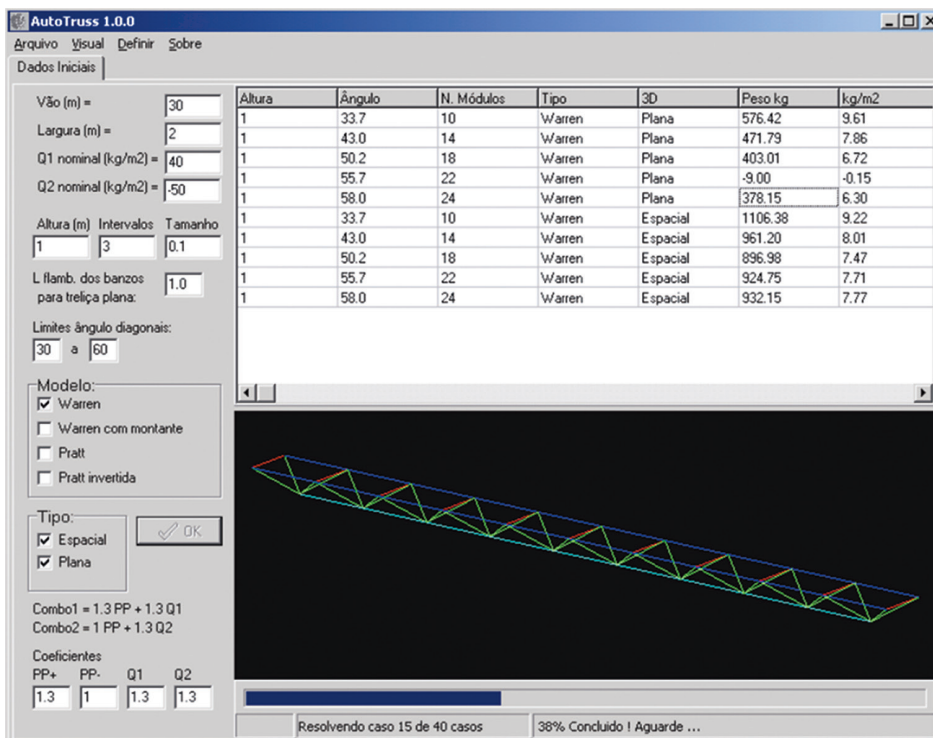 AutoTruss 1.0.0
Arquivo Visual Definir Sobre
Dados Iniciais
Vão (m) = 30
Largura (m) = 2
Q1 nominal (kg/m2) = 40
Q2 nominal (kg/m2) = -50
Altura (m) Intervalos Tamanho
1 3 0.1
L flamb. dos banzos
para treliça plana: 1.0
Limites ângulo diagonais:
30 a 60
Modelo:
Warren
Warren com montante
Pratt
Pratt invertida
Tipo:
Espacial
Plana
OK
Combo1 = 1.3 PP + 1.3 Q1
Combo2 = 1 PP + 1.3 Q2
Coeficientes
PP+ PP- Q1 Q2
1.3 1 1.3 1.3
Altura Ângulo N. Módulos Tipo 3D Peso kg kg/m2
1 33.7 10 Warren Plana 576.42 9.61
1 43.0 14 Warren Plana 471.79 7.86
1 50.2 18 Warren Plana 403.01 6.72
1 55.7 22 Warren Plana -9.00 -0.15
1 58.0 24 Warren Plana 378.15 6.30
1 33.7 10 Warren Espacial 1106.38 9.22
1 43.0 14 Warren Espacial 961.20 8.01
1 50.2 18 Warren Espacial 896.98 7.47
1 55.7 22 Warren Espacial 924.75 7.71
1 58.0 24 Warren Espacial 932.15 7.77
Resolvendo caso 15 de 40 casos 38% Concluido ! Aguarde ...